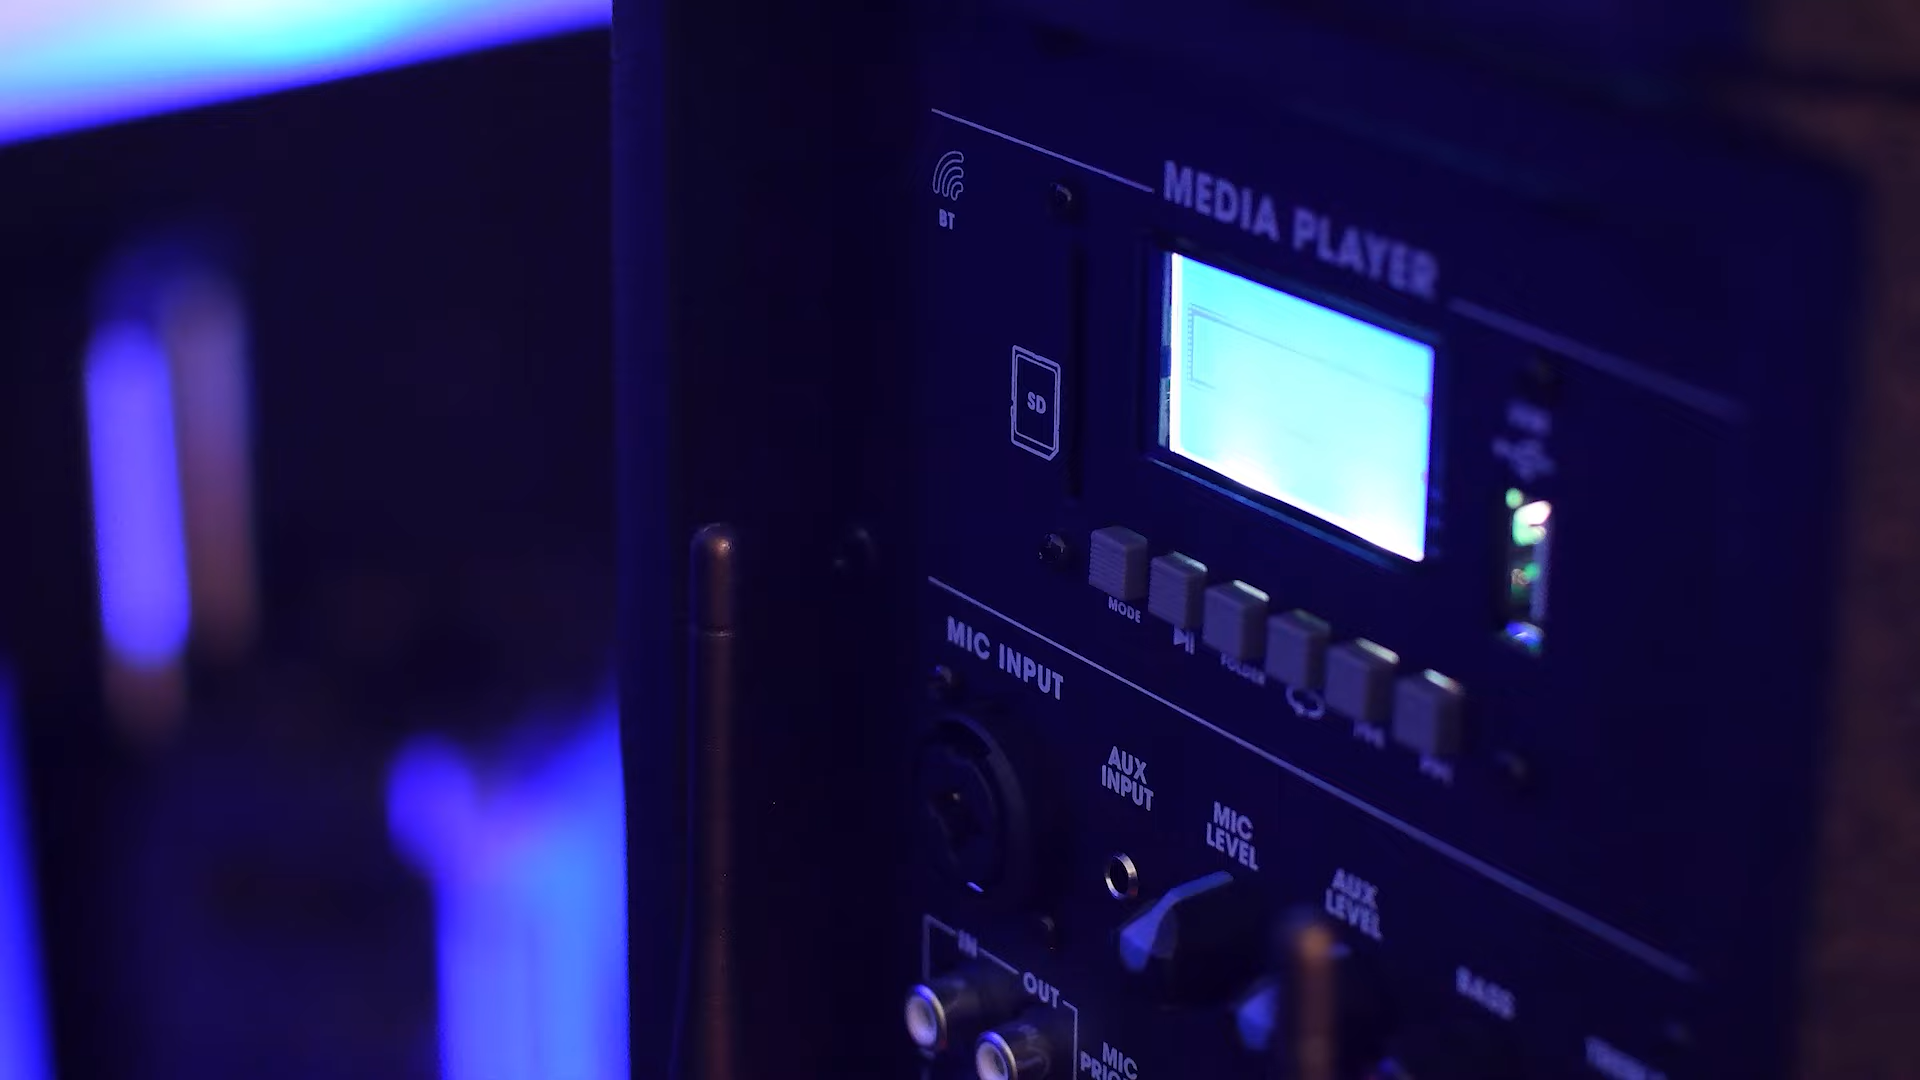 MEDIA PLAYER
BT
SD
MODE
FOLDER
MIC INPUT
AUX
INPUT
MIC
LEVEL
AUX
LEVEL
IN
OUT
BASS
MIC